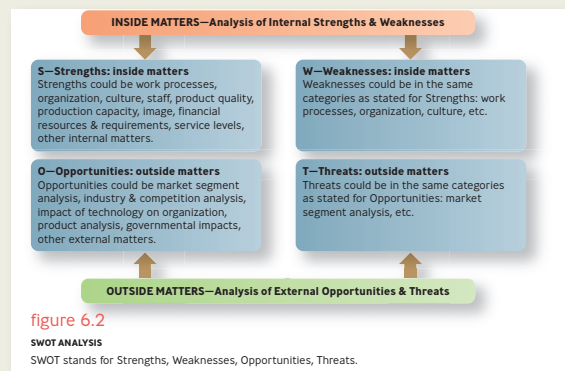 INSIDE MATTERS—Analysis of Internal Strengths & Weaknesses
S—Strengths: inside matters
Strengths could be work processes,
organization, culture, staff, product quality,
production capacity, image, financial
resources & requirements, service levels,
other internal matters.
W—Weaknesses: inside matters
Weaknesses could be in the same
categories as stated for Strengths: work
processes, organization, culture, etc.
O—Opportunities: outside matters
Opportunities could be market segment
analysis, industry & competition analysis,
impact of technology on organization,
product analysis, governmental impacts,
other external matters.
T—Threats: outside matters
Threats could be in the same categories
as stated for Opportunities: market
segment analysis, etc.
OUTSIDE MATTERS—Analysis of External Opportunities & Threats
figure 6.2
SWOT ANALYSIS
SWOT stands for Strengths, Weaknesses, Opportunities, Threats.